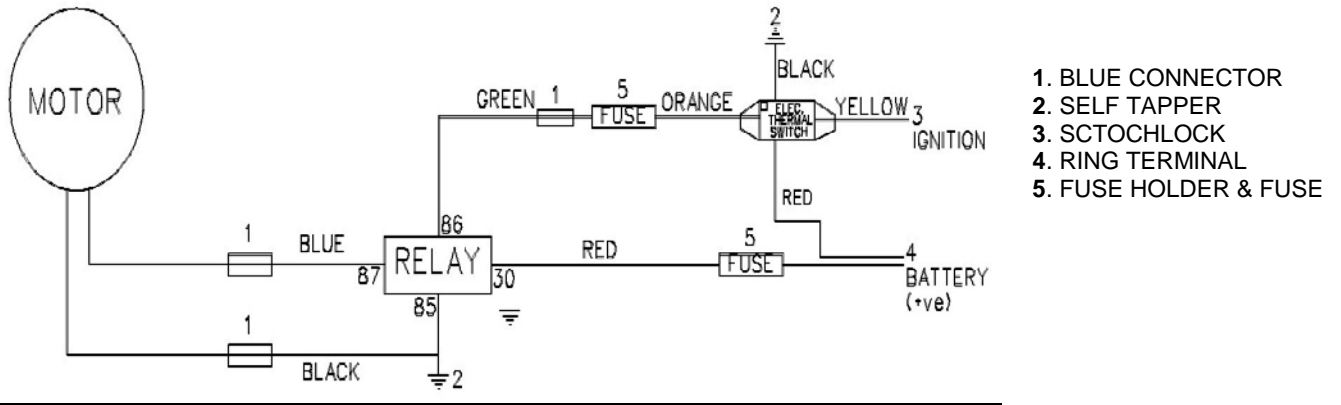 2
BLACK
MOTOR
GREEN 1
5
FUSE
ORANGE
ELEC.
THERMAL
SWITCH
YELLOW 3
IGNITION
RED
1
BLUE
86
RELAY
87
30
85
RED
5
FUSE
4
BATTERY
(+ve)
1
BLACK
2
1. BLUE CONNECTOR
2. SELF TAPPER
3. SCTOCHLOCK
4. RING TERMINAL
5. FUSE HOLDER & FUSE